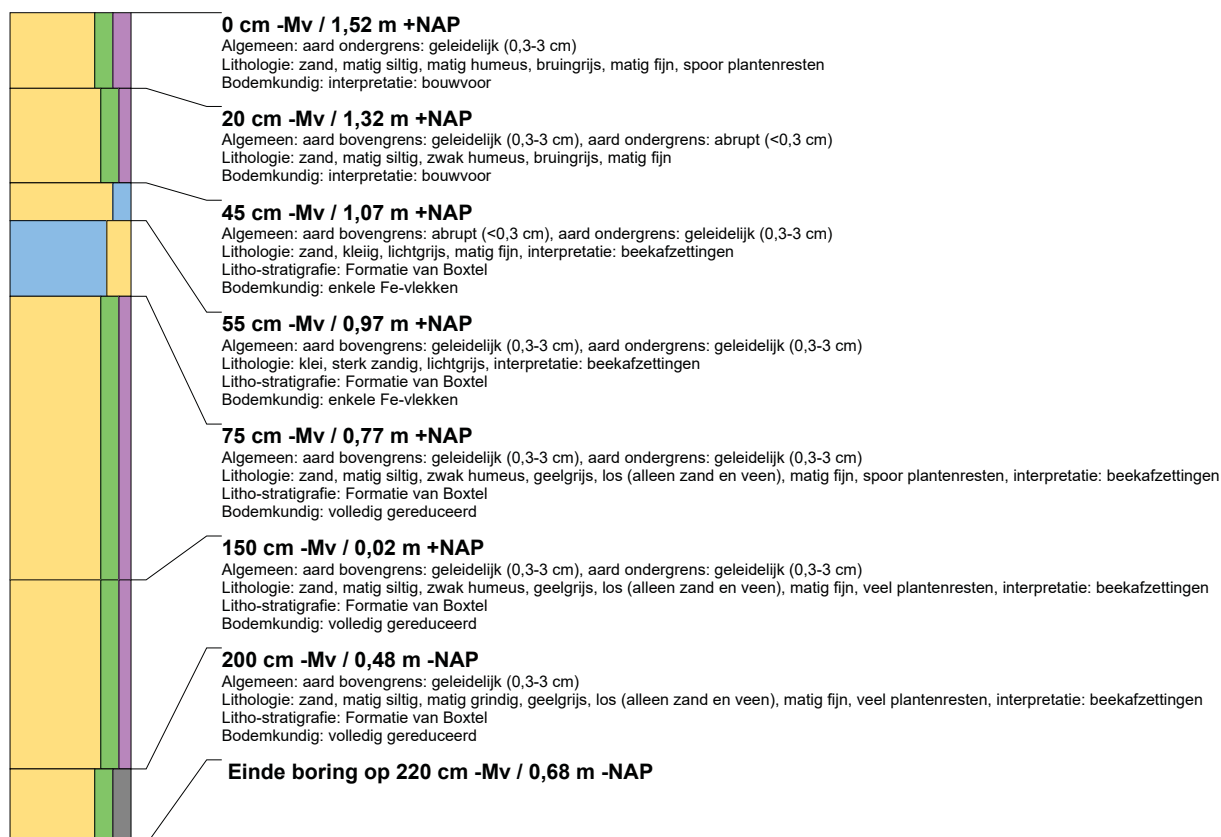 0 cm -Mv / 1,52 m +NAP
Algemeen: aard ondergrens: geleidelijk (0,3-3 cm)
Lithologie: zand, matig siltig, matig humeus, bruingrijs, matig fijn, spoor plantenresten
Bodemkundig: interpretatie: bouwvoor
20 cm -Mv / 1,32 m +NAP
Algemeen: aard bovengrens: geleidelijk (0,3-3 cm), aard ondergrens: abrupt (<0,3 cm)
Lithologie: zand, matig siltig, zwak humeus, bruingrijs, matig fijn
Bodemkundig: interpretatie: bouwvoor
45 cm -Mv / 1,07 m +NAP
Algemeen: aard bovengrens: abrupt (<0,3 cm), aard ondergrens: geleidelijk (0,3-3 cm)
Lithologie: zand, kleiig, lichtgrijs, matig fijn, interpretatie: beekafzettingen
Litho-stratigrafie: Formatie van Boxtel
Bodemkundig: enkele Fe-vlekken
55 cm -Mv / 0,97 m +NAP
Algemeen: aard bovengrens: geleidelijk (0,3-3 cm), aard ondergrens: geleidelijk (0,3-3 cm)
Lithologie: klei, sterk zandig, lichtgrijs, interpretatie: beekafzettingen
Litho-stratigrafie: Formatie van Boxtel
Bodemkundig: enkele Fe-vlekken
75 cm -Mv / 0,77 m +NAP
Algemeen: aard bovengrens: geleidelijk (0,3-3 cm), aard ondergrens: geleidelijk (0,3-3 cm)
Lithologie: zand, matig siltig, zwak humeus, geelgrijs, los (alleen zand en veen), matig fijn, spoor plantenresten, interpretatie: beekafzettingen
Litho-stratigrafie: Formatie van Boxtel
Bodemkundig: volledig gereduceerd
150 cm -Mv / 0,02 m +NAP
Algemeen: aard bovengrens: geleidelijk (0,3-3 cm), aard ondergrens: geleidelijk (0,3-3 cm)
Lithologie: zand, matig siltig, zwak humeus, geelgrijs, los (alleen zand en veen), matig fijn, veel plantenresten, interpretatie: beekafzettingen
Litho-stratigrafie: Formatie van Boxtel
Bodemkundig: volledig gereduceerd
200 cm -Mv / 0,48 m -NAP
Algemeen: aard bovengrens: geleidelijk (0,3-3 cm)
Lithologie: zand, matig siltig, matig grindig, geelgrijs, los (alleen zand en veen), matig fijn, veel plantenresten, interpretatie: beekafzettingen
Litho-stratigrafie: Formatie van Boxtel
Bodemkundig: volledig gereduceerd
Einde boring op 220 cm -Mv / 0,68 m -NAP